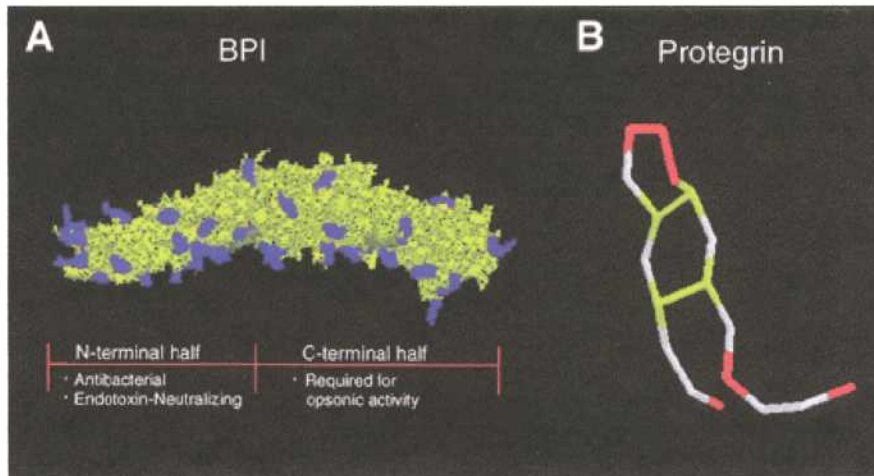 A
BPI
B
Protegrin
N-terminal half
C-terminal half
· Antibacterial
· Endotoxin-Neutralizing
· Required for
opsonic activity